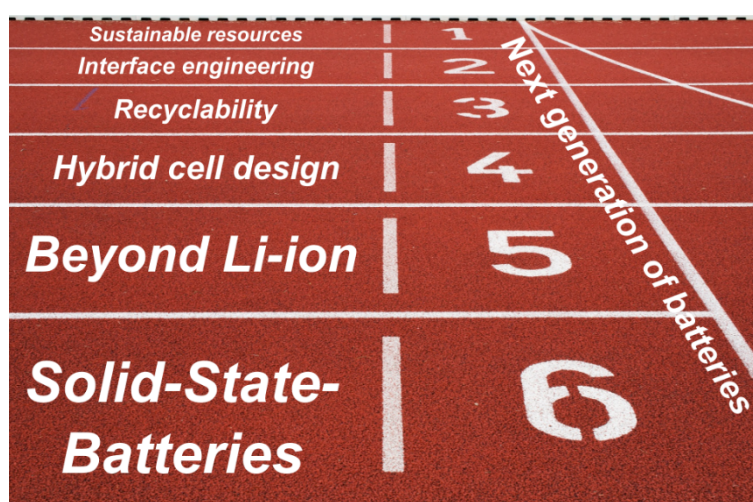 Sustainable resources
1
Interface engineering
2
Recyclability
3
Hybrid cell design
4
Beyond Li-ion
5
Solid-State-
Batteries
6
Next generation of batteries